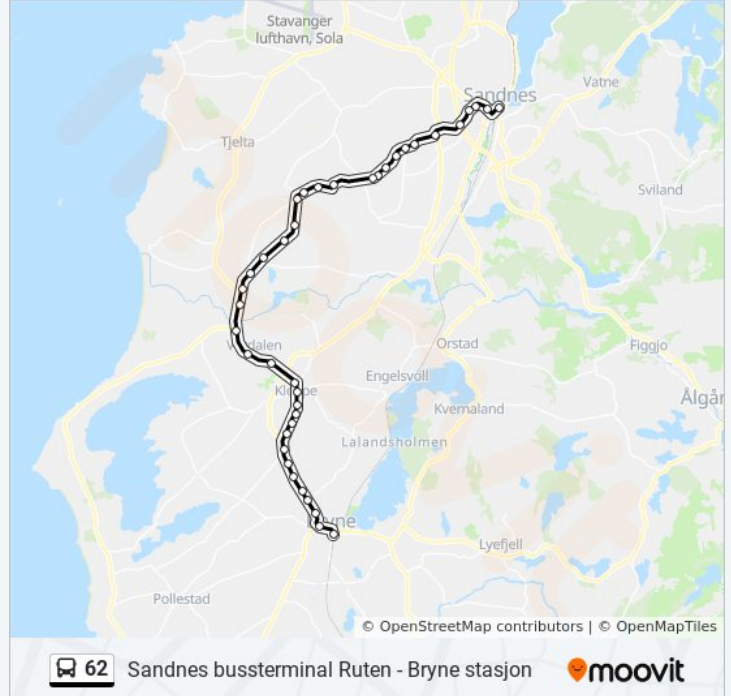 Stavanger
lufthavn, Sola
Sandnes
Vatne
Tjelta
Sviland
Orstad
Figgjo
Engelsvoll
Ålgår
Kvernaland
Lalandsholmen
Lyefjell
Pollestad
© OpenStreetMap contributors | © OpenMapTiles
62 Sandnes bussterminal Ruten - Bryne stasjon moovit